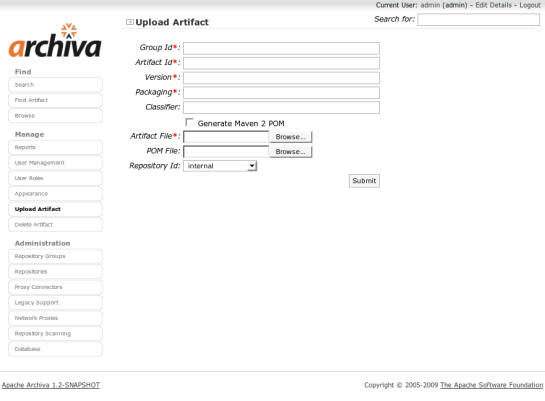 Current User: admin (admin) - Edit Details - Logout
archiva
Upload Artifact
Search for:
Find
Search
Find Artifact
Browse
Manage
Reports
User Management
User Roles
Appearance
Upload Artifact
Delete Artifact
Administration
Repository Groups
Repositories
Proxy Connectors
Legacy Support
Network Proxies
Repository Scanning
Database
Group Id*:
Artifact Id*:
Version*:
Packaging*:
Classifier:
Generate Maven 2 POM
Artifact File*: Browse...
POM File: Browse...
Repository Id: internal
Submit
Apache Archiva 1.2-SNAPSHOT
Copyright © 2005-2009 The Apache Software Foundation